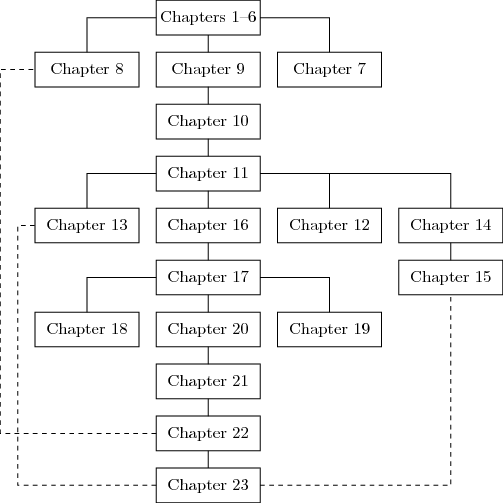 Chapters 1–6
Chapter 8
Chapter 9
Chapter 7
Chapter 10
Chapter 11
Chapter 13
Chapter 16
Chapter 12
Chapter 14
Chapter 17
Chapter 15
Chapter 18
Chapter 20
Chapter 19
Chapter 21
Chapter 22
Chapter 23